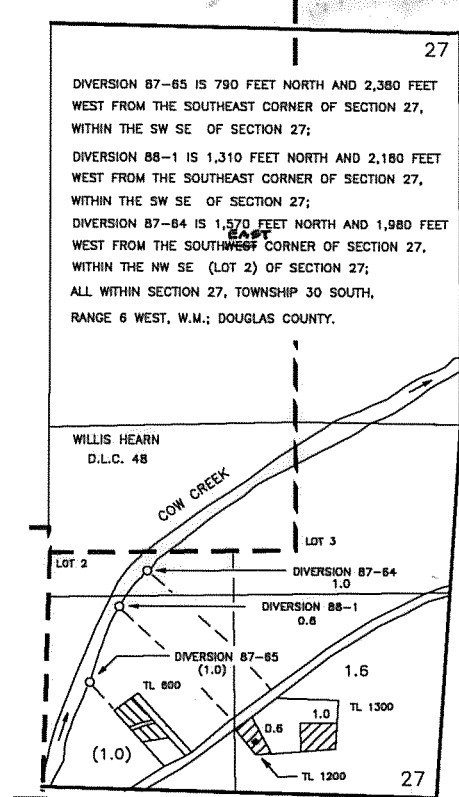 27
DIVERSION 87-65 IS 790 FEET NORTH AND 2,380 FEET
WEST FROM THE SOUTHEAST CORNER OF SECTION 27,
WITHIN THE SW SE OF SECTION 27;
DIVERSION 88-1 IS 1,310 FEET NORTH AND 2,180 FEET
WEST FROM THE SOUTHEAST CORNER OF SECTION 27,
WITHIN THE SW SE OF SECTION 27;
DIVERSION 87-64 IS 1,570 FEET NORTH AND 1,980 FEET
EAST
WEST FROM THE SOUTHWEST CORNER OF SECTION 27,
WITHIN THE NW SE (LOT 2) OF SECTION 27;
ALL WITHIN SECTION 27, TOWNSHIP 30 SOUTH,
RANGE 6 WEST, W.M.; DOUGLAS COUNTY.
WILLIS HEARN
D.L.C. 48
COW CREEK
LOT 3
LOT 2
DIVERSION 87-64
1.0
DIVERSION 88-1
0.6
DIVERSION 87-65
(1.0)
1.6
TL 600
TL 1300
1.0
0.6
(1.0)
TL 1200
27